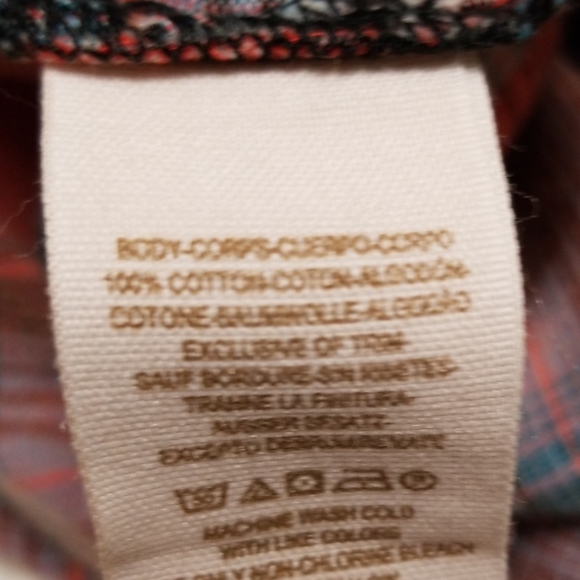 BODY-CORPS-CUERPO-CORPO
100% COTTON-COTON-ALGODÓN-
COTONE-BAUMWOLLE-ALGODÃO
EXCLUSIVE OF TRIM-
SAUF BORDURE-SIN RIBETES-
TRANNE LA FINITURA-
AUSSER BESATZ-
EXCEPTO
MACHINE WASH COLD
WITH LIKE COLORS
ONLY NON-CHLORINE BLEACH